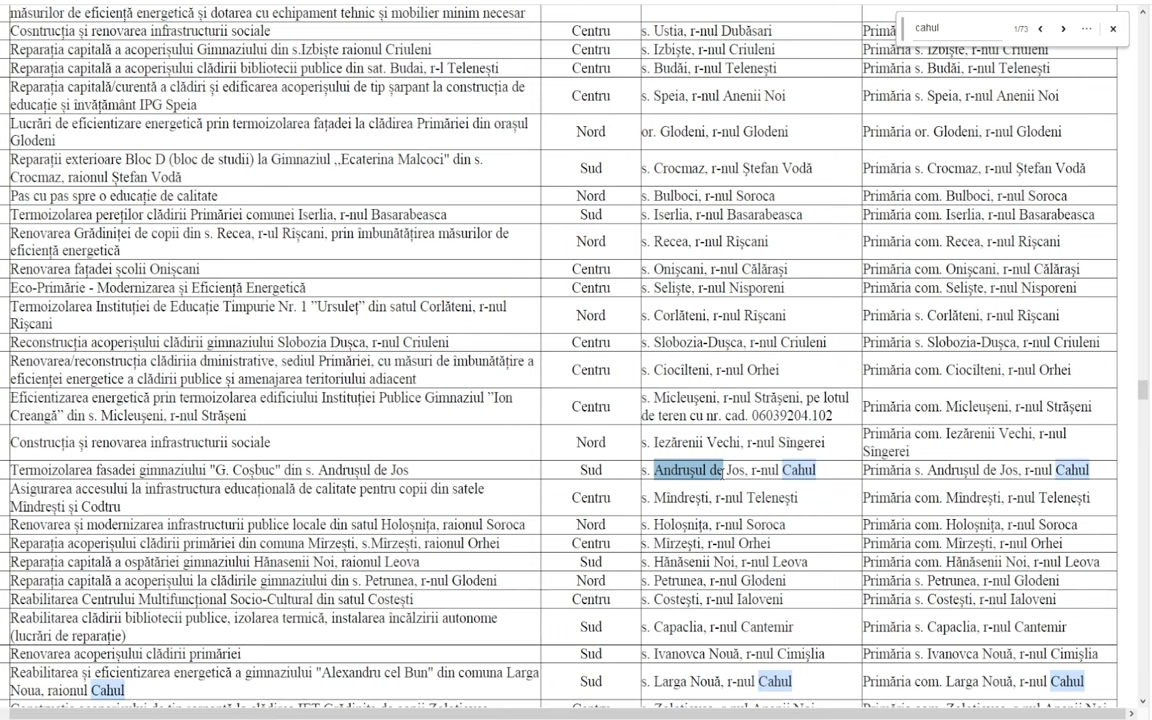 măsurilor de eficiență energetică și dotarea cu echipament tehnic și mobilier minim necesar
Cosntrucția și renovarea infrastructurii sociale Centru s. Ustia, r-nul Dubăsari Primă
cahul 1/73
Reparația capitală a acoperișului Gimnaziului din s.Izbiște raionul Criuleni Centru s. Izbiște, r-nul Criuleni Primăria s. Izbiște, r-nul Criuleni
Reparația capitală a acoperișului clădirii bibliotecii publice din sat. Budai, r-l Telenești Centru s. Budăi, r-nul Telenești Primăria s. Budăi, r-nul Telenești
Reparația capitală/curentă a clădiri și edificarea acoperișului de tip șarpant la construcția de
educație și învățământ IPG Speia Centru s. Speia, r-nul Anenii Noi Primăria s. Speia, r-nul Anenii Noi
Lucrări de eficientizare energetică prin termoizolarea fațadei la clădirea Primăriei din orașul
Glodeni Nord or. Glodeni, r-nul Glodeni Primăria or. Glodeni, r-nul Glodeni
Reparații exterioare Bloc D (bloc de studii) la Gimnaziul ,,Ecaterina Malcoci" din s.
Crocmaz, raionul Ștefan Vodă Sud s. Crocmaz, r-nul Ștefan Vodă Primăria s. Crocmaz, r-nul Ștefan Vodă
Pas cu pas spre o educație de calitate Nord s. Bulboci, r-nul Soroca Primăria com. Bulboci, r-nul Soroca
Termoizolarea pereților clădirii Primăriei comunei Iserlia, r-nul Basarabeasca Sud s. Iserlia, r-nul Basarabeasca Primăria com. Iserlia, r-nul Basarabeasca
Renovarea Grădiniței de copii din s. Recea, r-ul Rîșcani, prin îmbunătățirea măsurilor de
eficiență energetică Nord s. Recea, r-nul Rîșcani Primăria com. Recea, r-nul Rîșcani
Renovarea fațadei școlii Onișcani Centru s. Onișcani, r-nul Călărași Primăria com. Onișcani, r-nul Călărași
Eco-Primărie - Modernizarea și Eficiență Energetică Centru s. Seliște, r-nul Nisporeni Primăria com. Seliște, r-nul Nisporeni
Termoizolarea Instituției de Educație Timpurie Nr. 1 ”Ursuleț” din satul Corlăteni, r-nul
Rîșcani Nord s. Corlăteni, r-nul Rîșcani Primăria com. Corlăteni, r-nul Rîșcani
Reconstrucția acoperișului clădirii gimnaziului Slobozia Dușca, r-nul Criuleni Centru s. Slobozia-Dușca, r-nul Criuleni Primăria s. Slobozia-Dușca, r-nul Criuleni
Renovarea/reconstrucția clădiriia dministrative, sediul Primăriei, cu măsuri de îmbunătățire a
eficienței energetice a clădirii publice și amenajarea teritoriului adiacent Centru s. Ciocilteni, r-nul Orhei Primăria com. Ciocilteni, r-nul Orhei
Eficientizarea energetică prin termoizolarea edificiului Instituției Publice Gimnaziul ”Ion
Creangă” din s. Micleușeni, r-nul Strășeni Centru s. Micleușeni, r-nul Strășeni, pe lotul
de teren cu nr. cad. 06039204.102 Primăria com. Micleușeni, r-nul Strășeni
Construcția și renovarea infrastructurii sociale Nord s. Iezărenii Vechi, r-nul Sîngerei Primăria com. Iezărenii Vechi, r-nul
Sîngerei
Termoizolarea fasadei gimnaziului "G. Coșbuc" din s. Andrușul de Jos Sud s. Andrușul de Jos, r-nul Cahul Primăria s. Andrușul de Jos, r-nul Cahul
Asigurarea accesului la infrastructura educațională de calitate pentru copii din satele
Mîndrești și Codtru Centru s. Mîndrești, r-nul Telenești Primăria com. Mîndrești, r-nul Telenești
Renovarea și modernizarea infrastructurii publice locale din satul Holoșnița, raionul Soroca Nord s. Holoșnița, r-nul Soroca Primăria com. Holoșnița, r-nul Soroca
Reparația acoperișului clădirii primăriei din comuna Mîrzești, s.Mîrzești, raionul Orhei Centru s. Mîrzești, r-nul Orhei Primăria com. Mîrzești, r-nul Orhei
Reparația capitală a ospătăriei gimnaziului Hănasenii Noi, raionul Leova Sud s. Hănăsenii Noi, r-nul Leova Primăria com. Hănăsenii Noi, r-nul Leova
Reparația capitală a acoperișului la clădirile gimnaziului din s. Petrunea, r-nul Glodeni Nord s. Petrunea, r-nul Glodeni Primăria s. Petrunea, r-nul Glodeni
Reabilitarea Centrului Multifuncțional Socio-Cultural din satul Costești Centru s. Costești, r-nul Ialoveni Primăria s. Costești, r-nul Ialoveni
Reabilitarea clădirii bibliotecii publice, izolarea termică, instalarea încălzirii autonome
(lucrări de reparație) Sud s. Capaclia, r-nul Cantemir Primăria s. Capaclia, r-nul Cantemir
Renovarea acoperișului clădirii primăriei Sud s. Ivanovca Nouă, r-nul Cimișlia Primăria s. Ivanovca Nouă, r-nul Cimișlia
Reabilitarea și eficientizarea energetică a gimnaziului "Alexandru cel Bun" din comuna Larga
Noua, raionul Cahul Sud s. Larga Nouă, r-nul Cahul Primăria com. Larga Nouă, r-nul Cahul